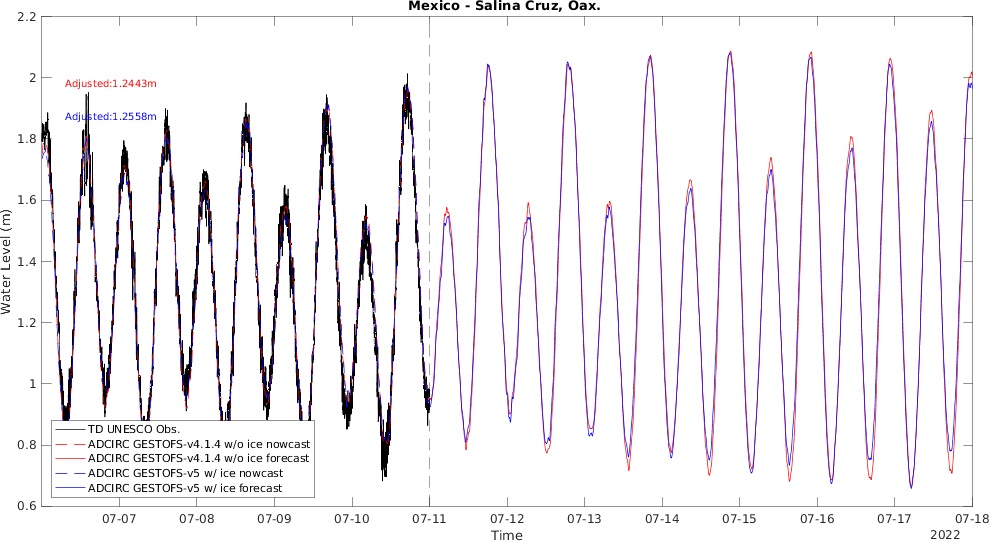 Mexico - Salina Cruz, Oax.
2.2
2
1.8
1.6
1.4
1.2
1
0.8
0.6
Water Level (m)
Adjusted:1.2443m
Adjusted:1.2558m
TD UNESCO Obs.
ADCIRC GESTOFS-v4.1.4 w/o ice nowcast
ADCIRC GESTOFS-v4.1.4 w/o ice forecast
ADCIRC GESTOFS-v5 w/ ice nowcast
ADCIRC GESTOFS-v5 w/ ice forecast
07-07 07-08 07-09 07-10 07-11 07-12 07-13 07-14 07-15 07-16 07-17 07-18
Time
2022